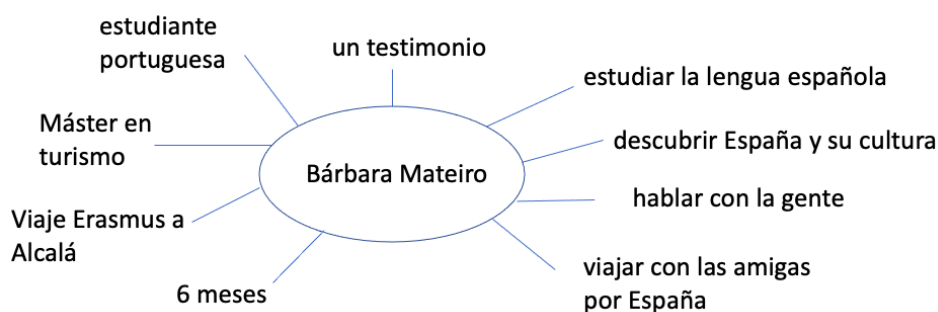 estudiante
portuguesa
un testimonio
estudiar la lengua española
Máster en
turismo
descubrir España y su cultura
Bárbara Mateiro
hablar con la gente
Viaje Erasmus a
Alcalá
6 meses
viajar con las amigas
por España